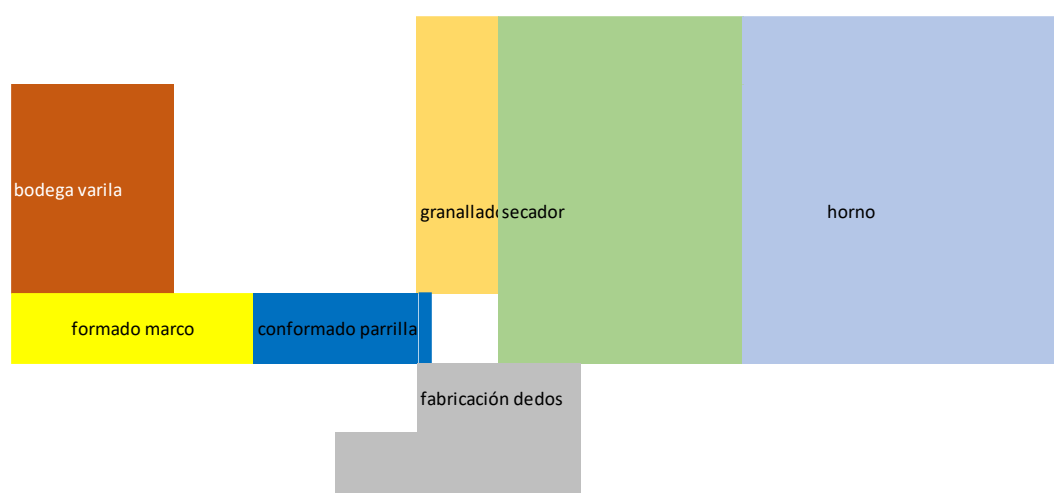 bodega varila
granallado
secador
horno
formado marco
conformado parrilla
fabricación dedos